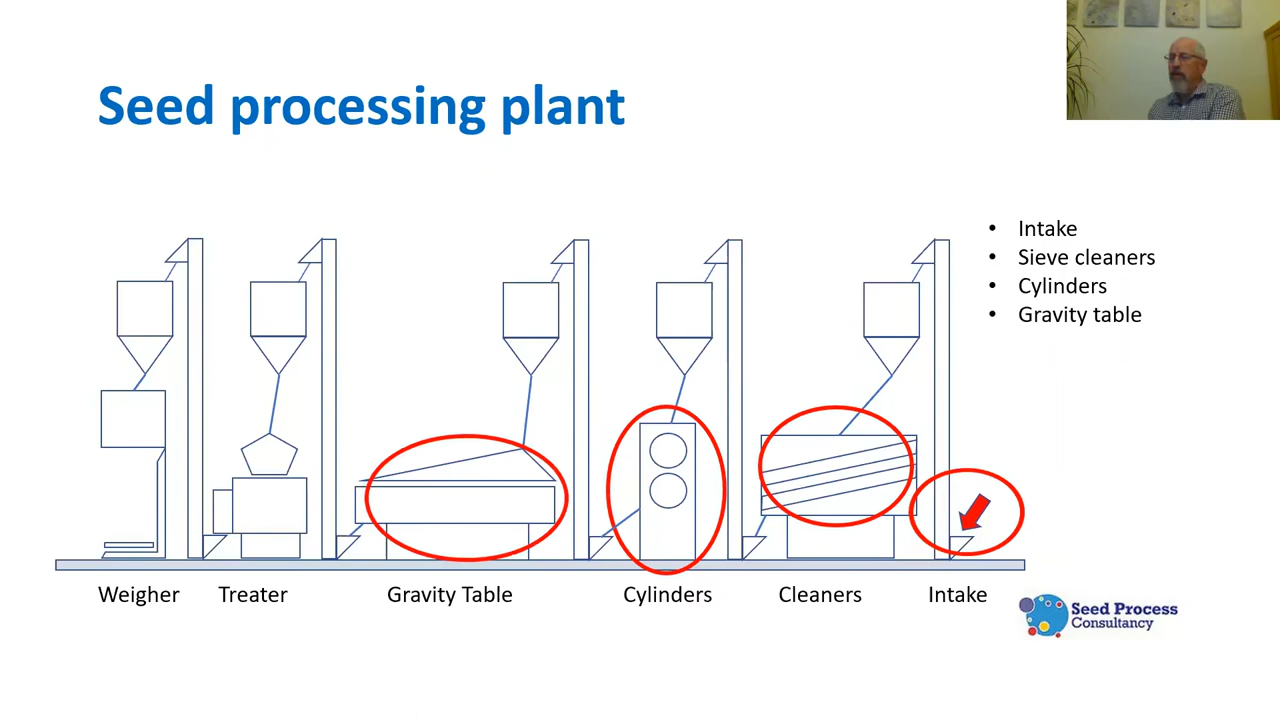 Seed processing plant
• Intake
• Sieve cleaners
• Cylinders
• Gravity table
Weigher Treater Gravity Table Cylinders Cleaners Intake
Seed Process
Consultancy